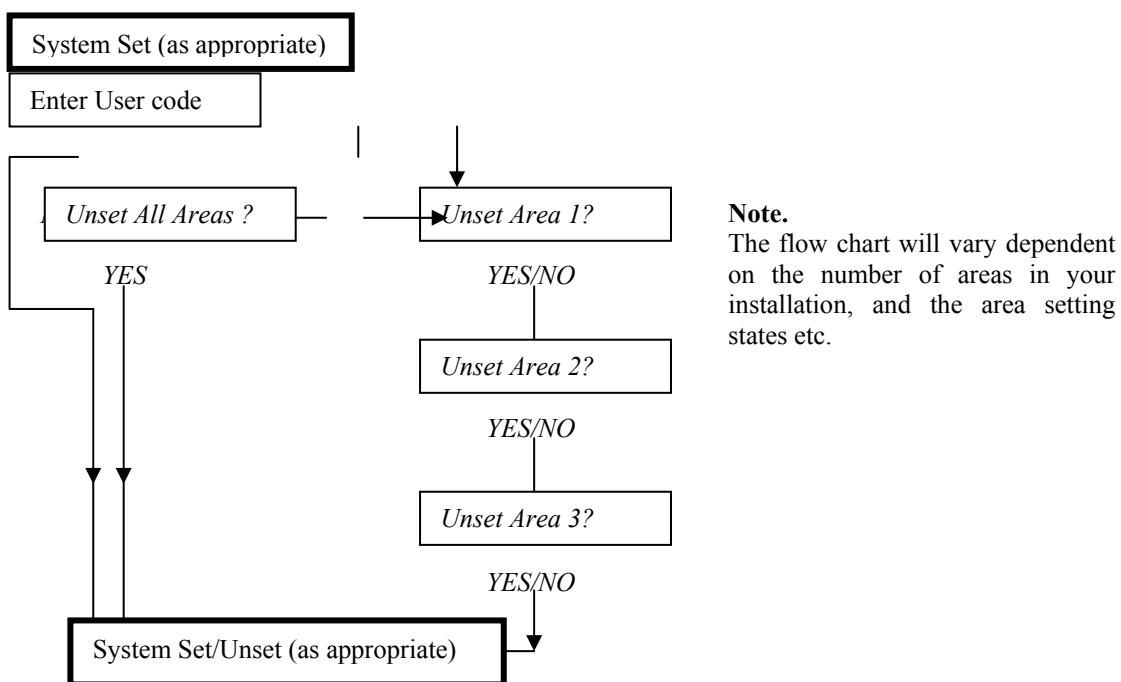 System Set (as appropriate)
Enter User code
Unset All Areas ?
Unset Area 1?
YES
YES/NO
Unset Area 2?
YES/NO
Unset Area 3?
YES/NO
System Set/Unset (as appropriate)
Note.
The flow chart will vary dependent
on the number of areas in your
installation, and the area setting
states etc.